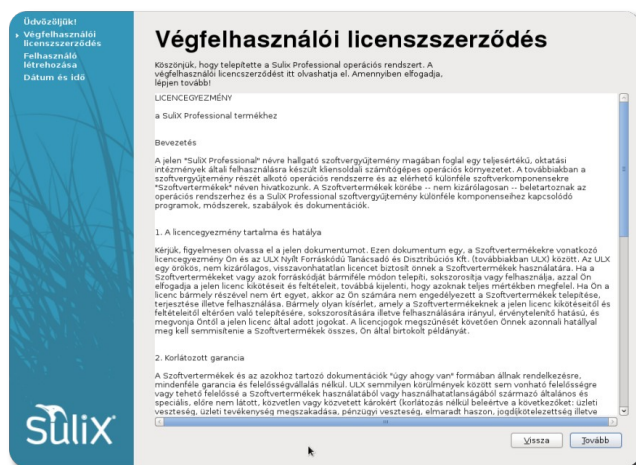 Üdvözöljük!
Végfelhasználói
licenszszerződés
Felhasználó
létrehozása
Dátum és idő
Végfelhasználói licenszszerződés
Köszönjük, hogy telepítette a Sulix Professional operációs rendszert. A
végfelhasználói licencszerződést itt olvashatja el. Amennyiben elfogadja,
lépjen tovább!
LICENCEGYEZMÉNY
a SuliX Professional termékhez
Bevezetés
A jelen "SuliX Professional" névre hallgató szoftvergyűjtemény magában foglal egy teljesértékű, oktatási
intézmények általi felhasználásra készült kliensoldali számítógépes operációs környezetet. A továbbiakban a
szoftvergyűjtemény részét alkotó operációs rendszerre és az elérhető különféle szoftverkomponensekre
"Szoftvertermékek" néven hivatkozunk. A Szoftvertermékek körébe -- nem kizárólagosan -- beletartoznak az
operációs rendszerhez és a SuliX Professional szoftvergyűjtemény különféle komponenseihez kapcsolódó
programok, módszerek, szabályok és dokumentációk.
1. A licencegyezmény tartalma és hatálya
Kérjük, figyelmesen olvassa el a jelen dokumentumot. Ezen dokumentum egy, a Szoftvertermékekre vonatkozó
licencegyezmény Ön és az ULX Nyílt Forráskódú Tanácsadó és Disztribúciós Kft. (továbbiakban ULX) között. Az ULX
egy örökös, nem kizárólagos, visszavonhatatlan licencet biztosít önnek a Szoftvertermékek használatára. Ha a
Szoftvertermékeket vagy azok forráskódját bármiféle módon telepíti, sokszorosítja vagy felhasználja, azzal Ön
elfogadja a jelen licenc kikötéseit és feltételeit, továbbá kijelenti, hogy azoknak teljes mértékben megfelel. Ha Ön a
licenc bármely részével nem ért egyet, akkor az Ön számára nem engedélyezett a Szoftvertermékek telepítése,
terjesztése illetve felhasználása. Bármely olyan kísérlet, amely a Szoftvertermékeknek a jelen licenc kikötéseitől és
feltételeitől eltérően való telepítésére, sokszorosítására illetve felhasználására irányul, érvénytelenítő hatású, és
megvonja Öntől a jelen licenc által adott jogokat. A licencjogok megszűnését követően Önnek azonnali hatállyal
meg kell semmisítenie a Szoftvertermékek összes, Ön által birtokolt példányát.
2. Korlátozott garancia
A Szoftvertermékek és az azokhoz tartozó dokumentációk "úgy ahogy van" formában állnak rendelkezésre,
mindenféle garancia és felelősségvállalás nélkül. ULX semmilyen körülmények között sem vonható felelősségre
vagy tehető felelőssé a Szoftvertermékek használatából vagy használhatatlanságából származó általános és
speciális, előre nem látott, közvetlen vagy közvetett károkért (korlátozás nélkül beleértve a következőket: üzleti
veszteség, üzleti tevékenység megszakadása, pénzügyi veszteség, elmaradt haszon, jogdíjkötelezettség illetve
Sulix
Vissza
Tovább